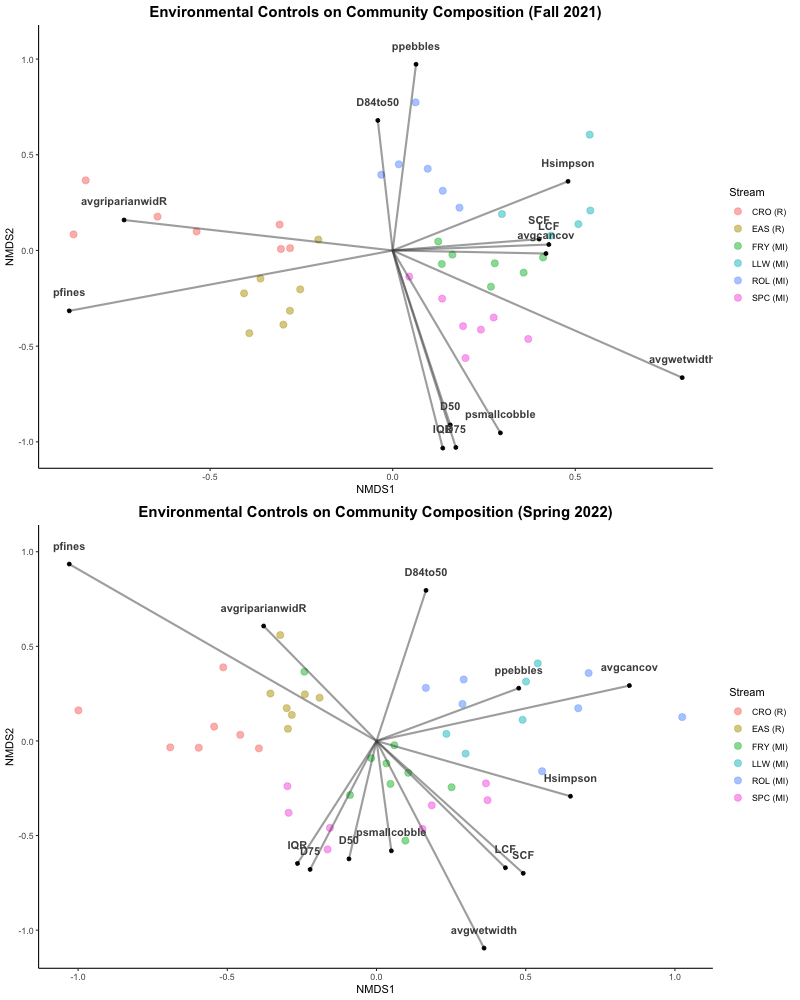 Environmental Controls on Community Composition (Fall 2021)
ppebbles
1.0
D84to50
0.5
Hsimpson
avgriparianwidR
SCF
LCF
avgcancov
0.0
NMDS2
pfines
avgwetwidth
-0.5
D50
psmallcobble
IQR
D75
-1.0
-0.5
0.0
0.5
NMDS1
Stream
CRO (R)
EAS (R)
FRY (MI)
LLW (MI)
ROL (MI)
SPC (MI)
Environmental Controls on Community Composition (Spring 2022)
pfines
1.0
D84to50
avgriparianwidR
0.5
ppebbles
avgcancov
0.0
NMDS2
Hsimpson
psmallcobble
D50
IQR
D75
LCF
SCF
-0.5
avgwetwidth
-1.0
-1.0
-0.5
0.0
0.5
1.0
NMDS1
Stream
CRO (R)
EAS (R)
FRY (MI)
LLW (MI)
ROL (MI)
SPC (MI)